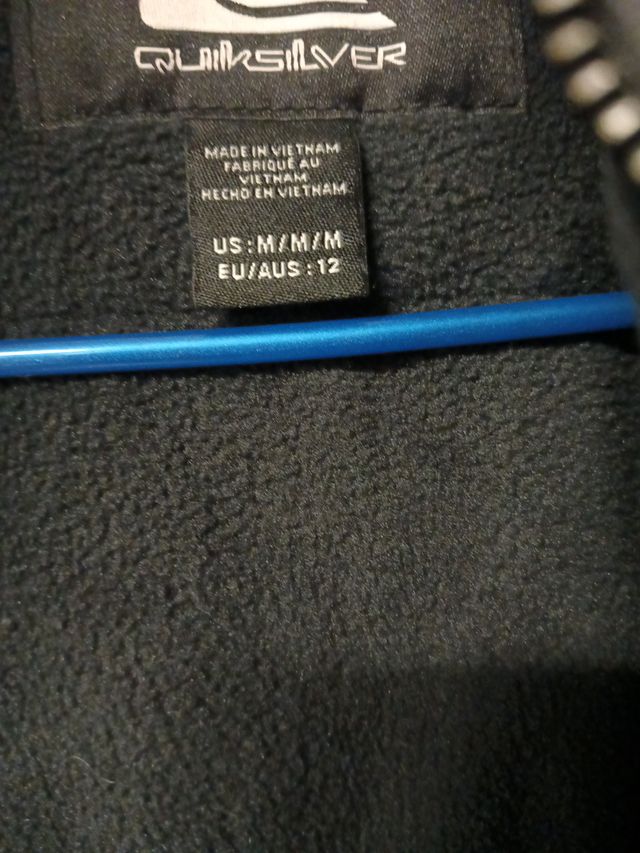 QUIKSILVER
MADE IN VIETNAM
FABRIQUÉ AU
VIETNAM
HECHO EN VIETNAM
US : M/M/M
EU/AUS : 12